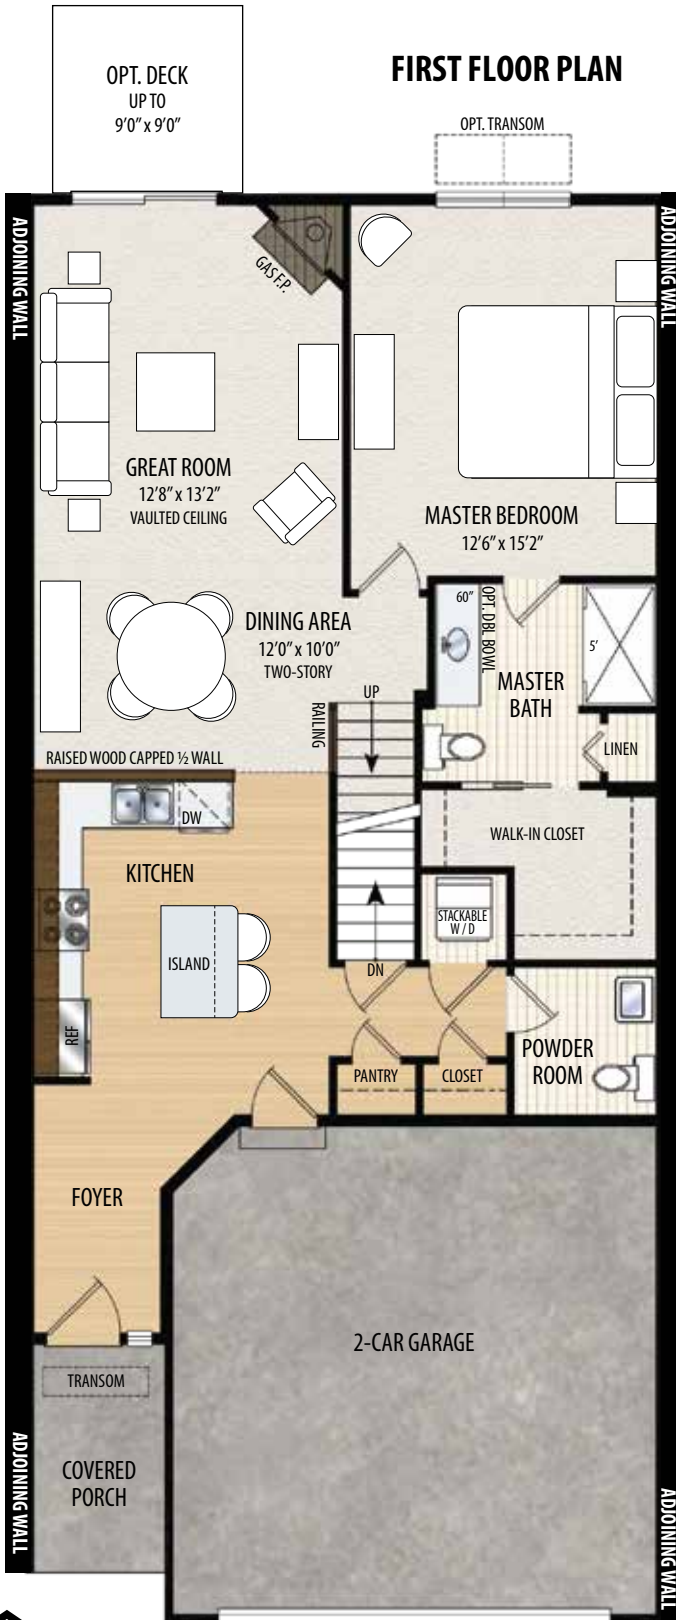 FIRST FLOOR PLAN
OPT. DECK
UP TO
9'0" x 9'0"
OPT. TRANSOM
ADJOINING WALL
ADJOINING WALL
GAS F.P.
GREAT ROOM
12'8" x 13'2"
VAULTED CEILING
MASTER BEDROOM
12'6" x 15'2"
DINING AREA
12'0" x 10'0"
TWO-STORY
60"
OPT. DBL BOWL
5'
MASTER
BATH
UP
RAILING
LINEN
RAISED WOOD CAPPED ½ WALL
DW
WALK-IN CLOSET
KITCHEN
STACKABLE
W / D
ISLAND
DN
REF
PANTRY
CLOSET
POWDER
ROOM
FOYER
2-CAR GARAGE
TRANSOM
COVERED
PORCH
ADJOINING WALL
ADJOINING WALL